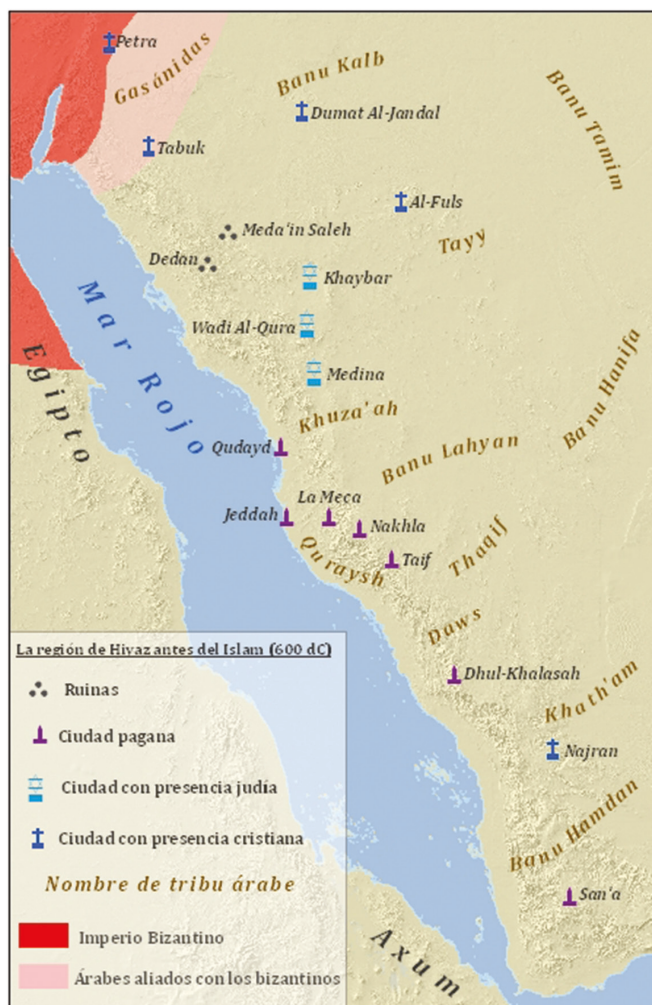 Petra
Gasánidas
Banu Kalb
Banu Tamim
Dumat Al-Jandal
Tabuk
Al-Fuls
Meda'in Saleh
Tayy
Dedan
Khaybar
Mar Rojo
Wadi Al-Qura
Egipto
Medina
Banu Hanifa
Khuza'ah
Qudayd
Banu Lahyan
La Meca
Jeddah
Nakhla
Quraysh
Taif
Thaqif
Daws
Dhul-Khalasah
Khath'am
Najran
Banu Hamdan
San'a
Axum
La región de Hiyaz antes del Islam (600 dC)
Ruinas
Ciudad pagana
Ciudad con presencia judía
Ciudad con presencia cristiana
Nombre de tribu árabe
Imperio Bizantino
Árabes aliados con los bizantinos